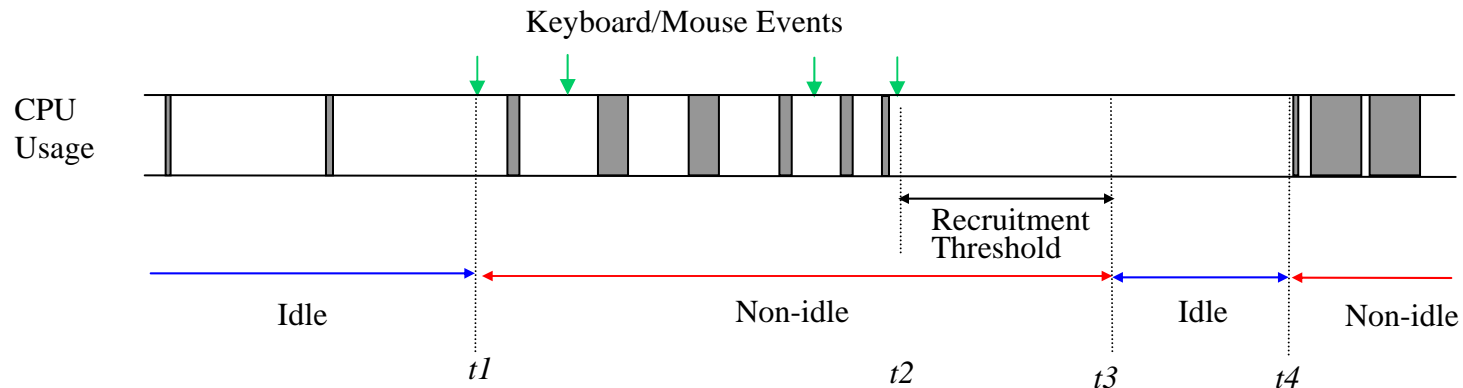 Keyboard/Mouse Events
CPU
Usage
Recruitment
Threshold
Idle
Non-idle
Idle
Non-idle
t1
t2
t3
t4